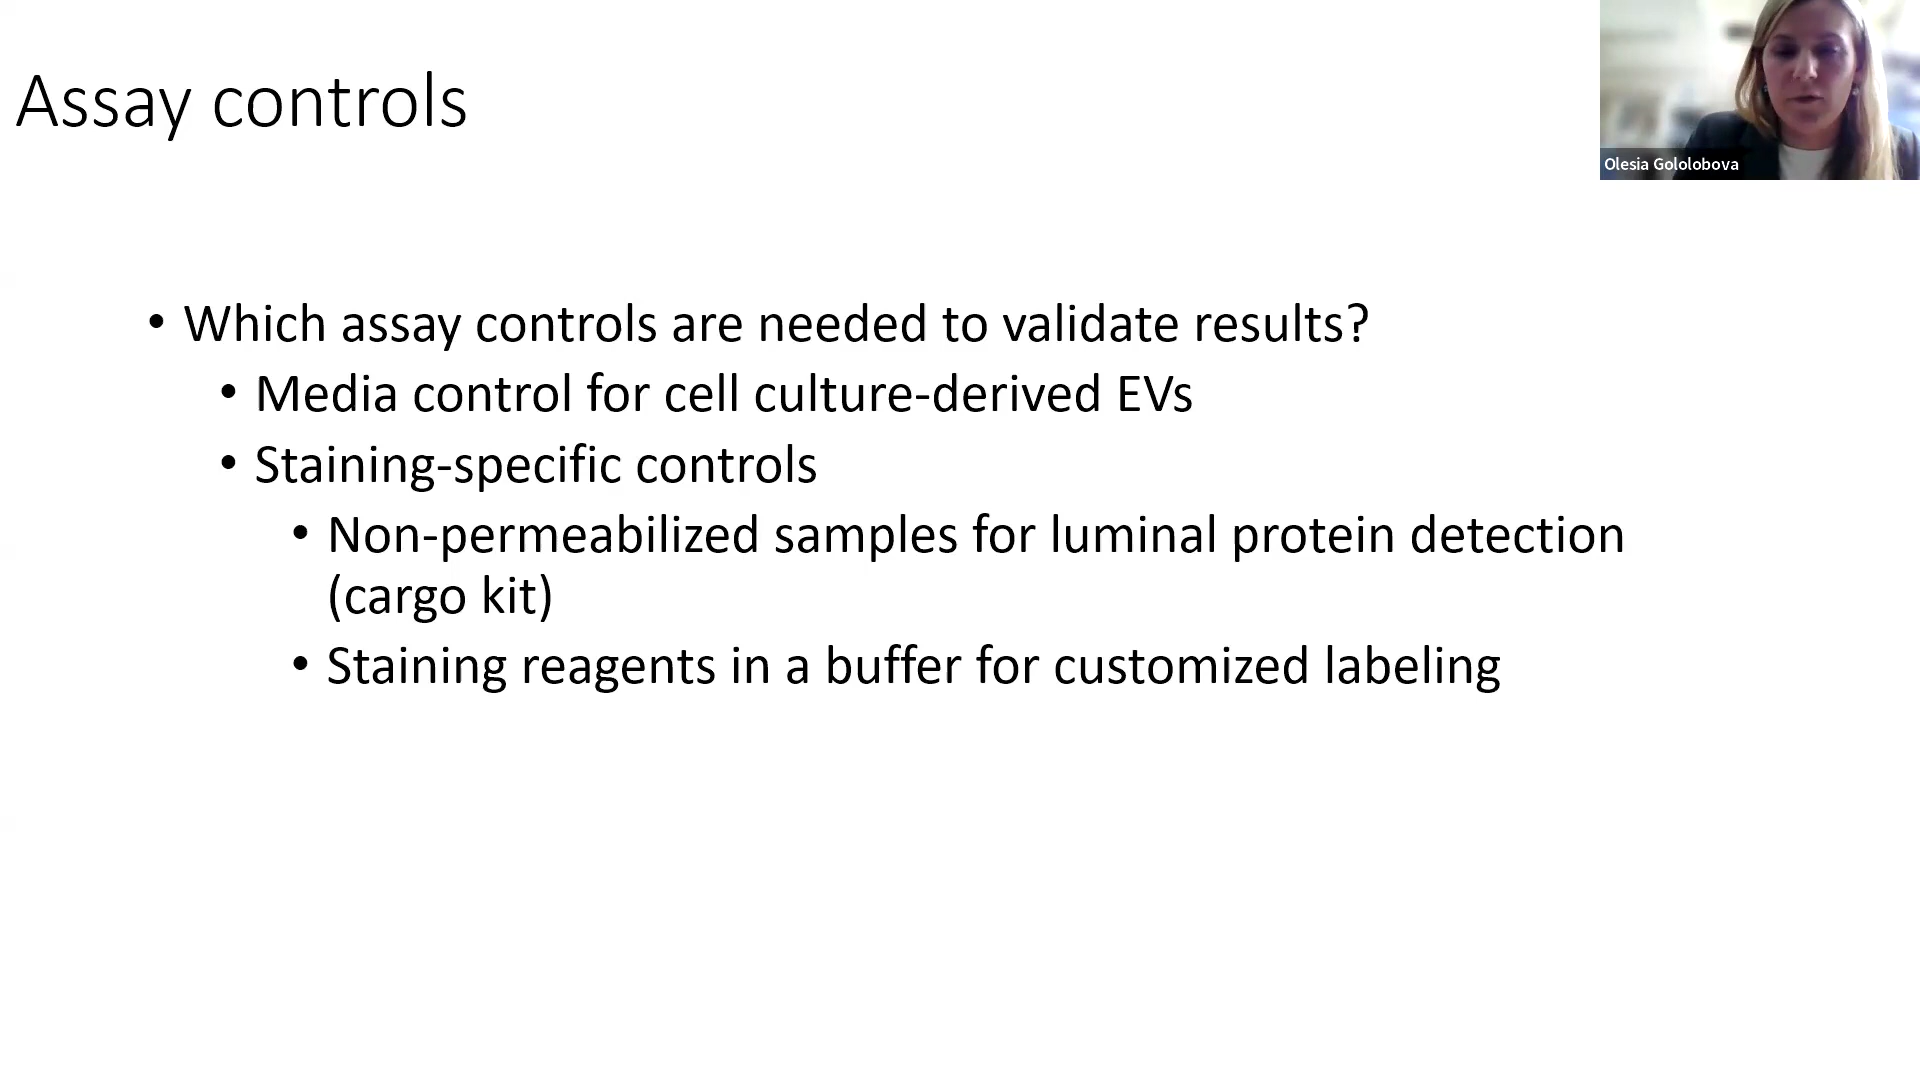 Assay controls
Olesia Gololobova
• Which assay controls are needed to validate results?
• Media control for cell culture-derived EVs
• Staining-specific controls
• Non-permeabilized samples for luminal protein detection
(cargo kit)
• Staining reagents in a buffer for customized labeling